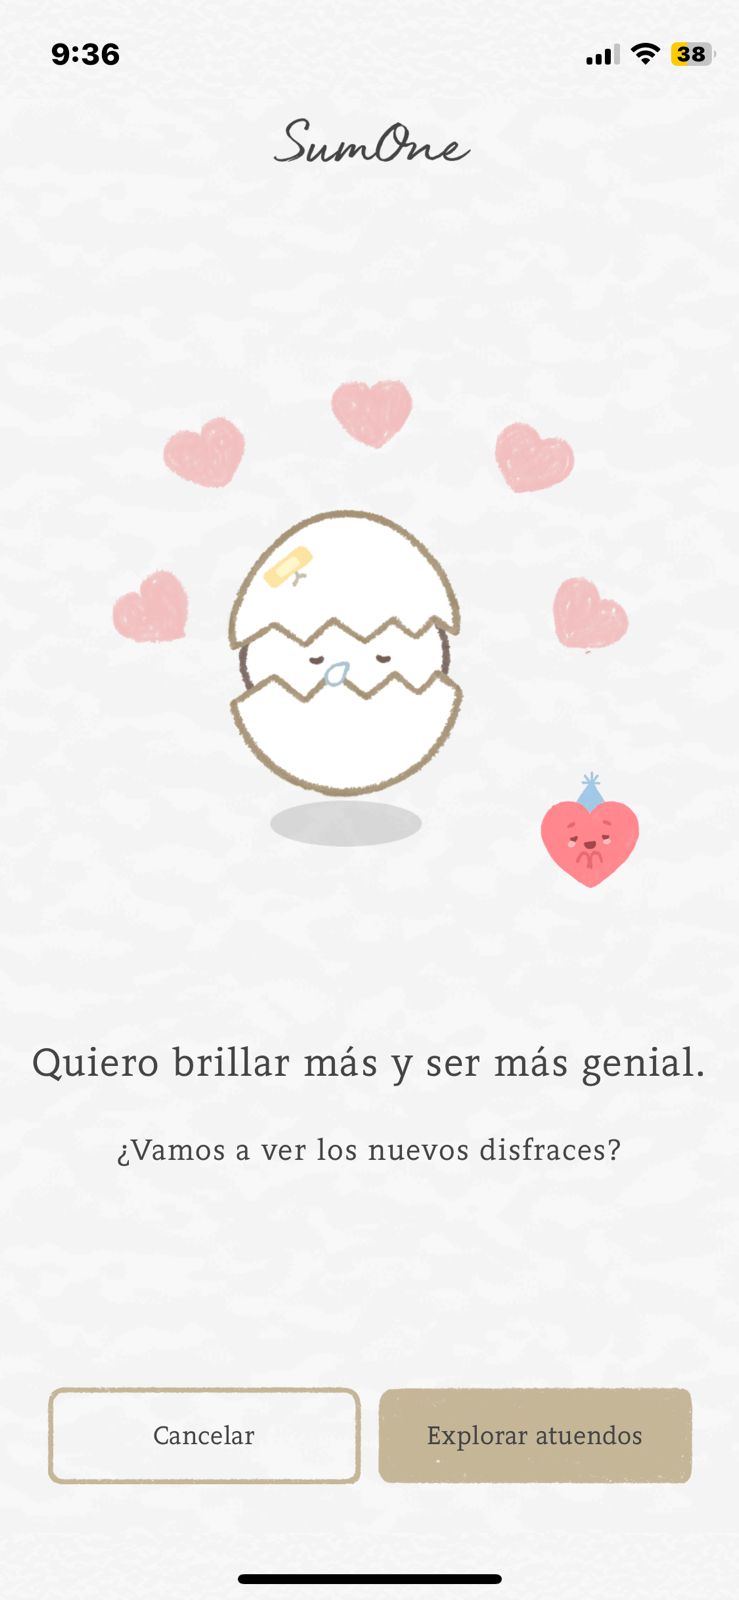 9:36
38
SumOne
Quiero brillar más y ser más genial.
¿Vamos a ver los nuevos disfraces?
Cancelar
Explorar atuendos